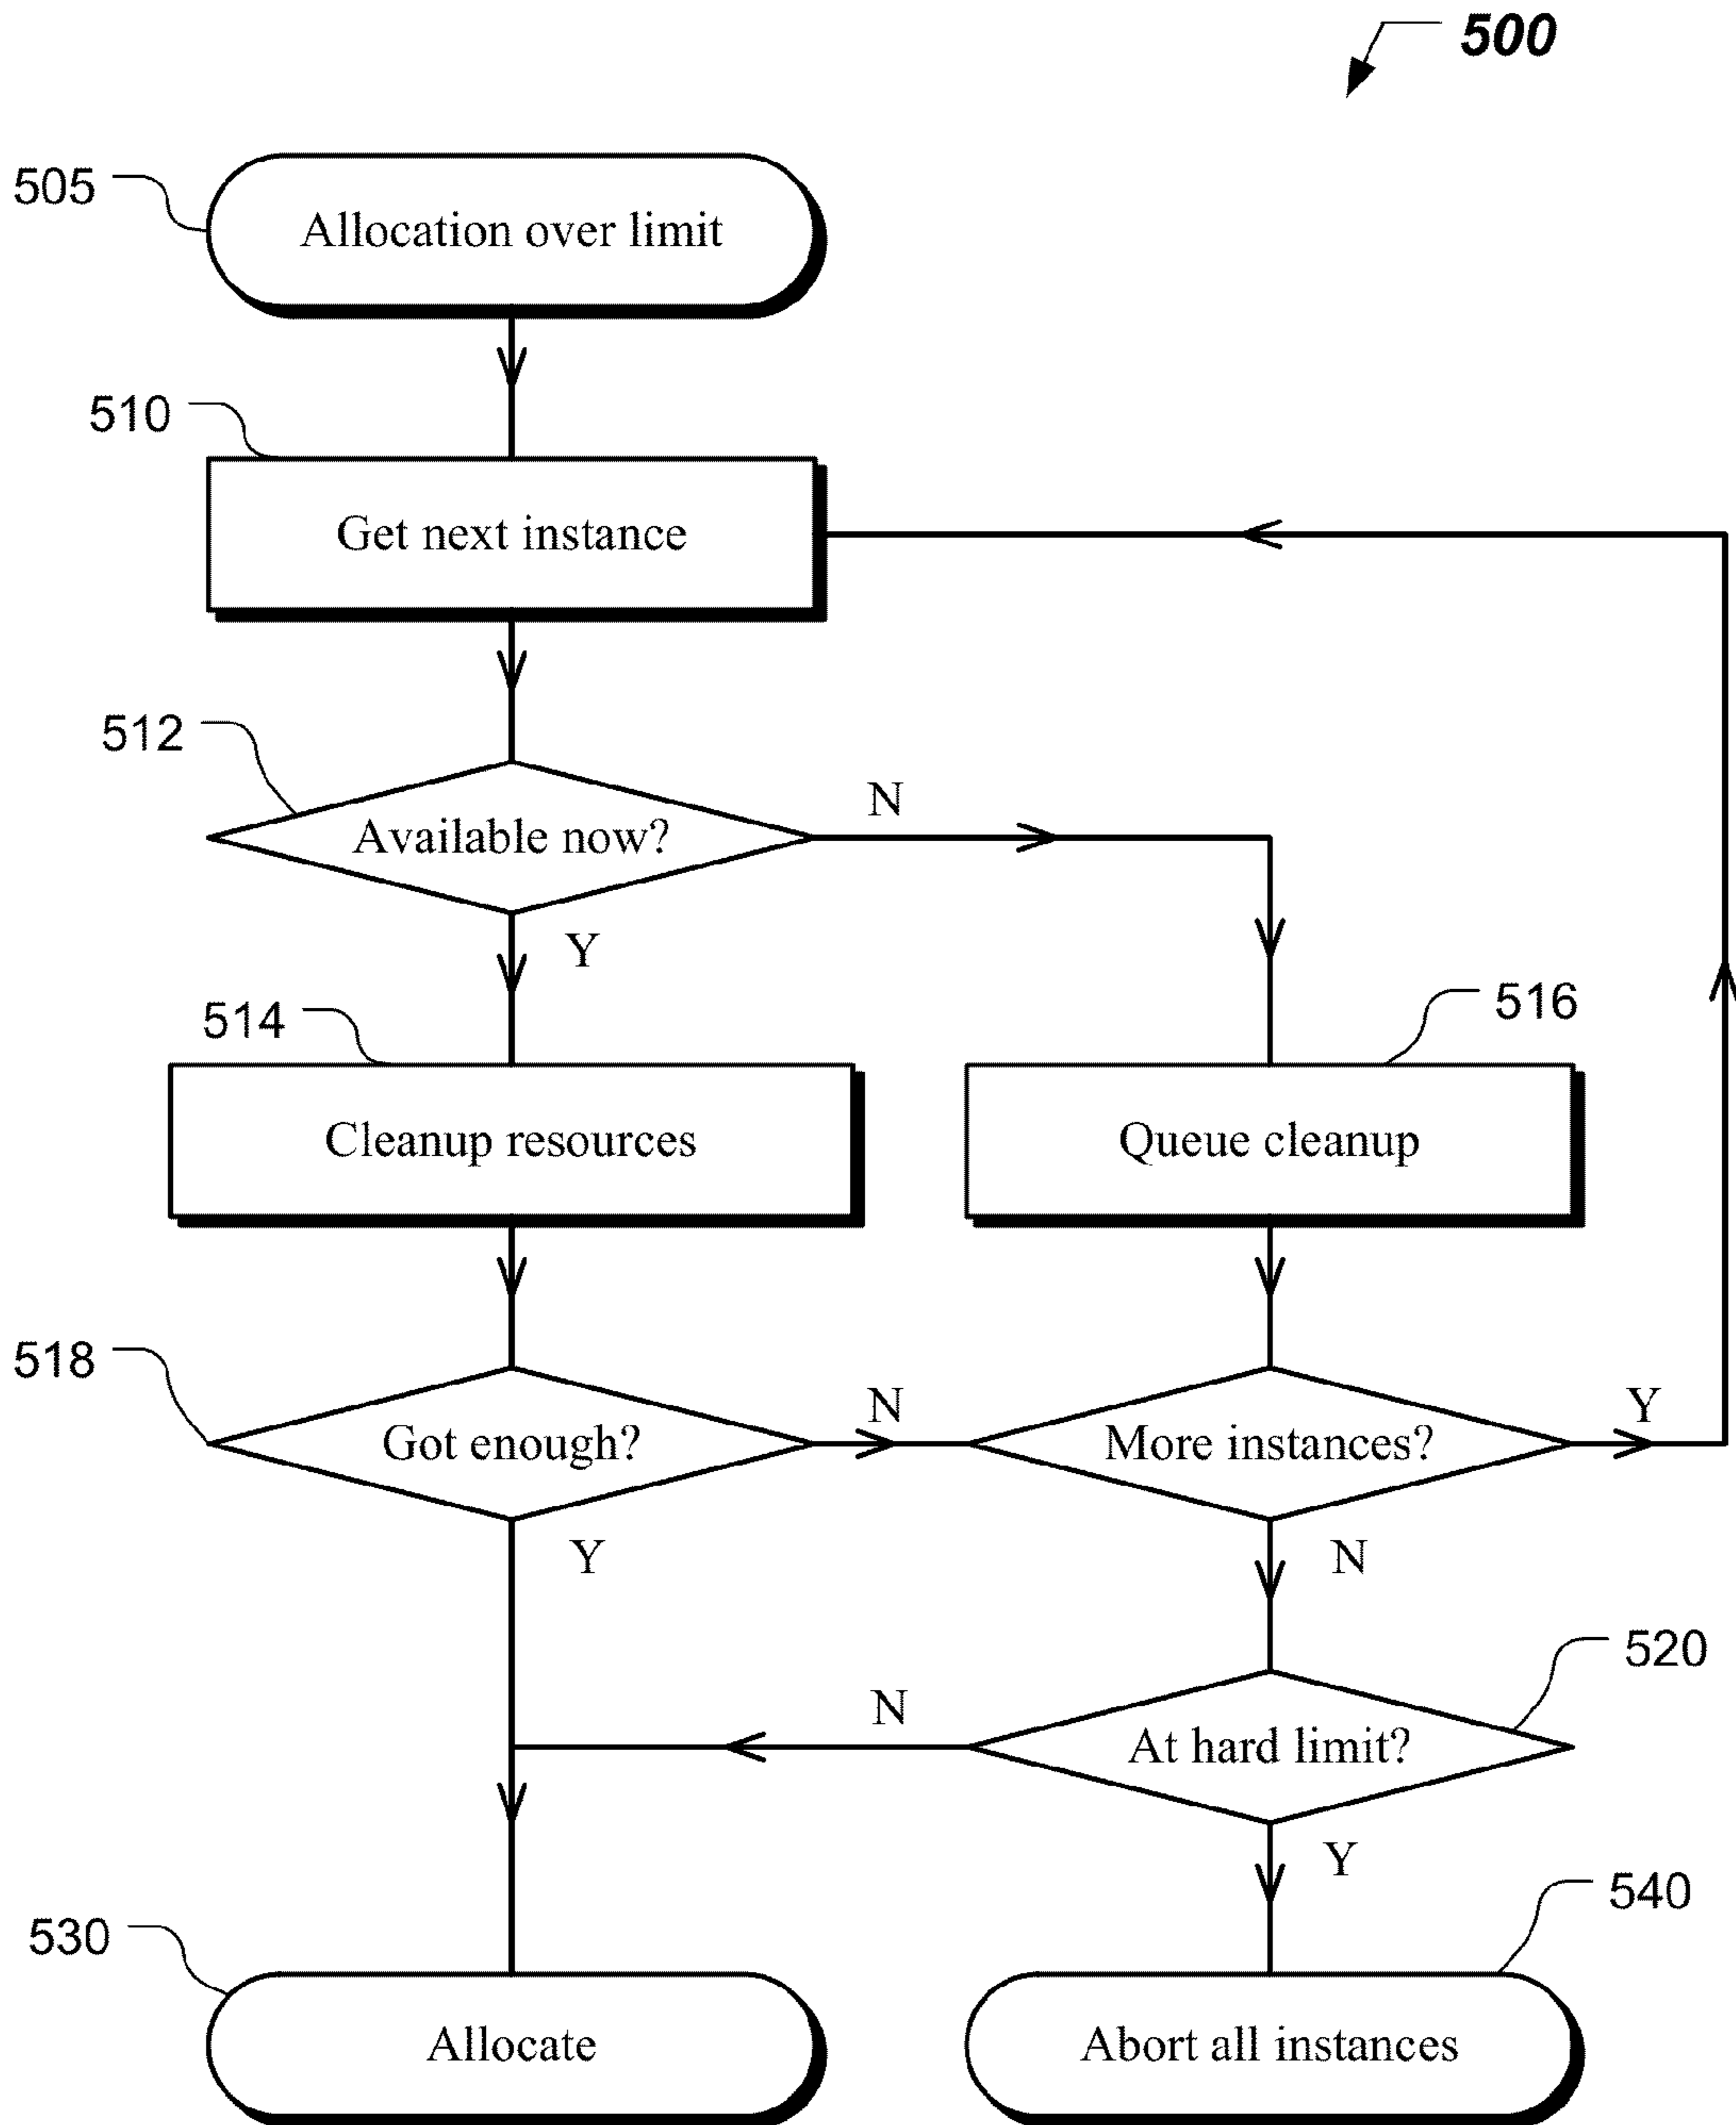 500
505
Allocation over limit
510
Get next instance
512
Available now?
N
Y
514
Cleanup resources
516
Queue cleanup
518
Got enough?
N
More instances?
Y
Y
N
520
At hard limit?
N
Y
530
Allocate
540
Abort all instances